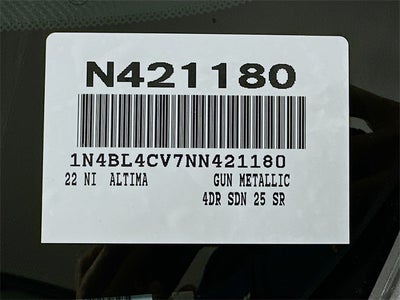 N421180
1N4BL4CV7NN421180
22 NI ALTIMA GUN METALLIC
4DR SDN 25 SR